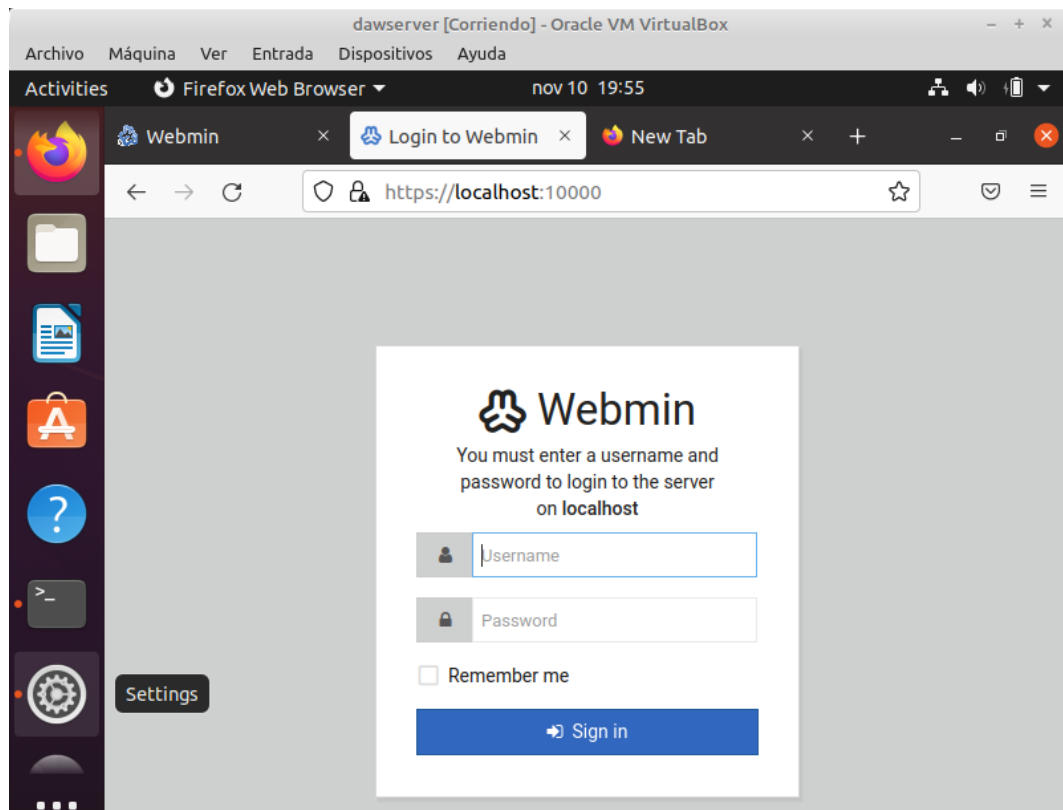 dawserver [Corriendo] - Oracle VM VirtualBox
Archivo Máquina Ver Entrada Dispositivos Ayuda
Activities Firefox Web Browser nov 10 19:55
Webmin Login to Webmin New Tab
https://localhost:10000
Webmin
You must enter a username and
password to login to the server
on localhost
Username
Password
Remember me
Settings
Sign in